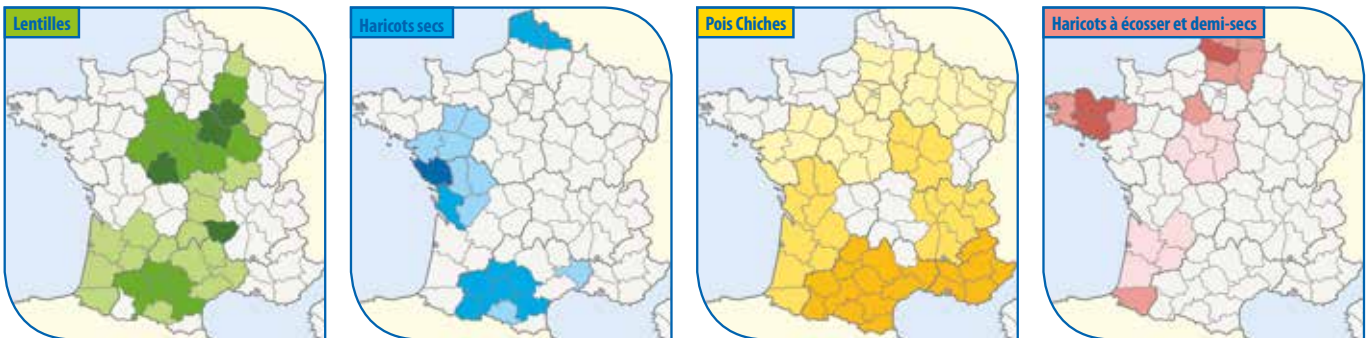 Lentilles
Haricots secs
Pois Chiches
Haricots à écosser et demi-secs